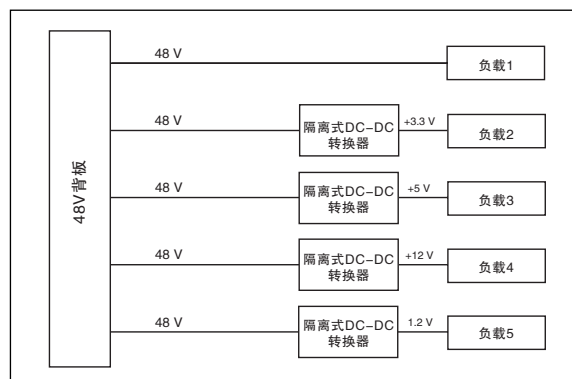 48V背板
48 V
负载1
48 V
隔离式DC–DC
转换器
+3.3 V
负载2
48 V
隔离式DC–DC
转换器
+5 V
负载3
48 V
隔离式DC–DC
转换器
+12 V
负载4
48 V
隔离式DC–DC
转换器
1.2 V
负载5